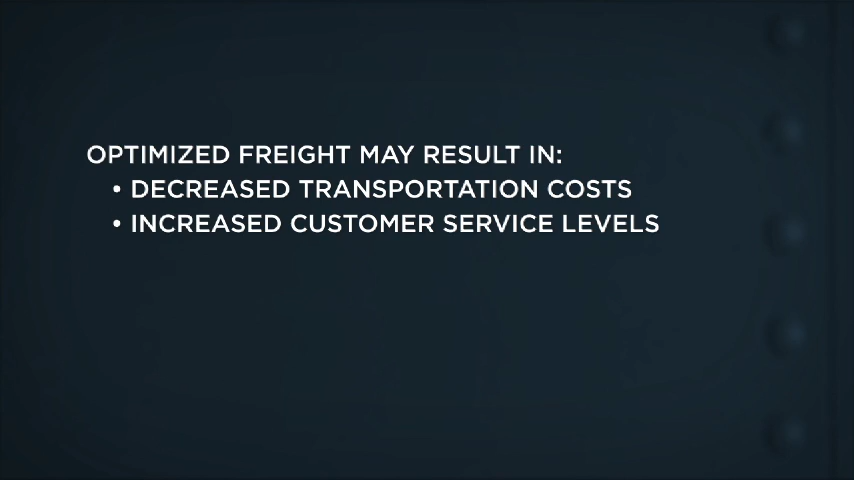 OPTIMIZED FREIGHT MAY RESULT IN:
• DECREASED TRANSPORTATION COSTS
• INCREASED CUSTOMER SERVICE LEVELS